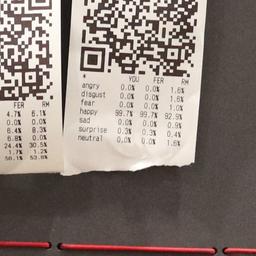 FER RM
4.7% 6.1%
0.0% 0.0%
6.4% 8.3%
6.8% 0.0%
24.4% 30.5%
1.7% 1.2%
56.1% 53.8%
*
YOU FER RM
angry 0.0% 0.0% 1.6%
disgust 0.0% 0.0% 1.6%
fear 0.0% 0.0% 1.0%
happy 99.7% 99.7% 92.9%
sad 0.0% 0.0% 0.9%
surprise 0.3% 0.3% 0.4%
neutral 0.0% 0.0% 1.6%